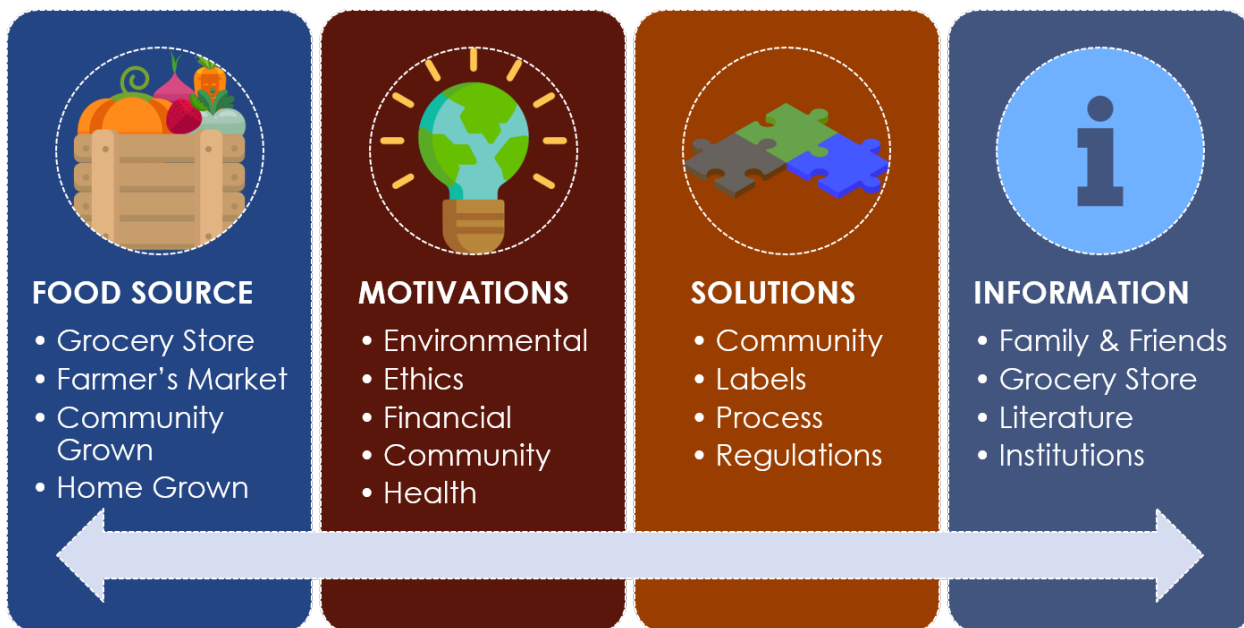 FOOD SOURCE
• Grocery Store
• Farmer's Market
• Community
Grown
• Home Grown
MOTIVATIONS
• Environmental
• Ethics
• Financial
• Community
• Health
SOLUTIONS
• Community
• Labels
• Process
• Regulations
i
INFORMATION
• Family & Friends
• Grocery Store
• Literature
• Institutions